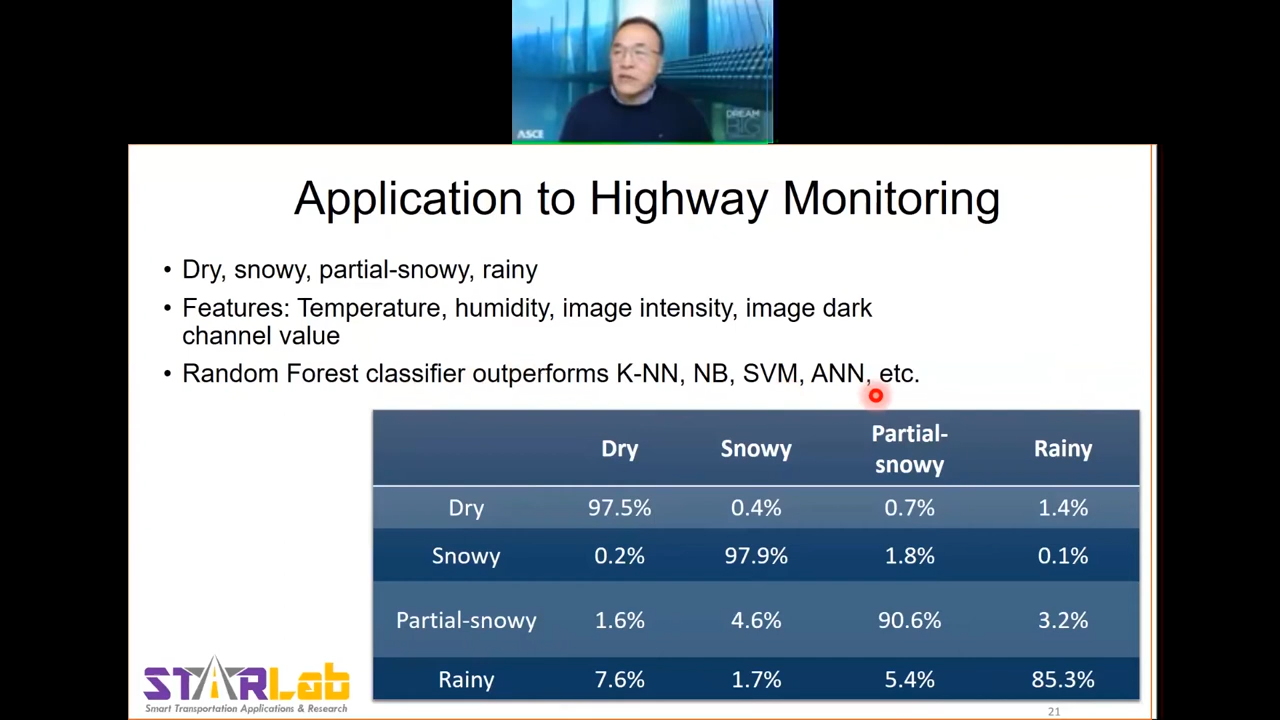 ASCE
DREAM
BIG
Application to Highway Monitoring
• Dry, snowy, partial-snowy, rainy
• Features: Temperature, humidity, image intensity, image dark
channel value
• Random Forest classifier outperforms K-NN, NB, SVM, ANN, etc.
Dry Snowy Partial-
snowy Rainy
Dry 97.5% 0.4% 0.7% 1.4%
Snowy 0.2% 97.9% 1.8% 0.1%
Partial-snowy 1.6% 4.6% 90.6% 3.2%
Rainy 7.6% 1.7% 5.4% 85.3%
STARLab
Smart Transportation Applications & Research
21